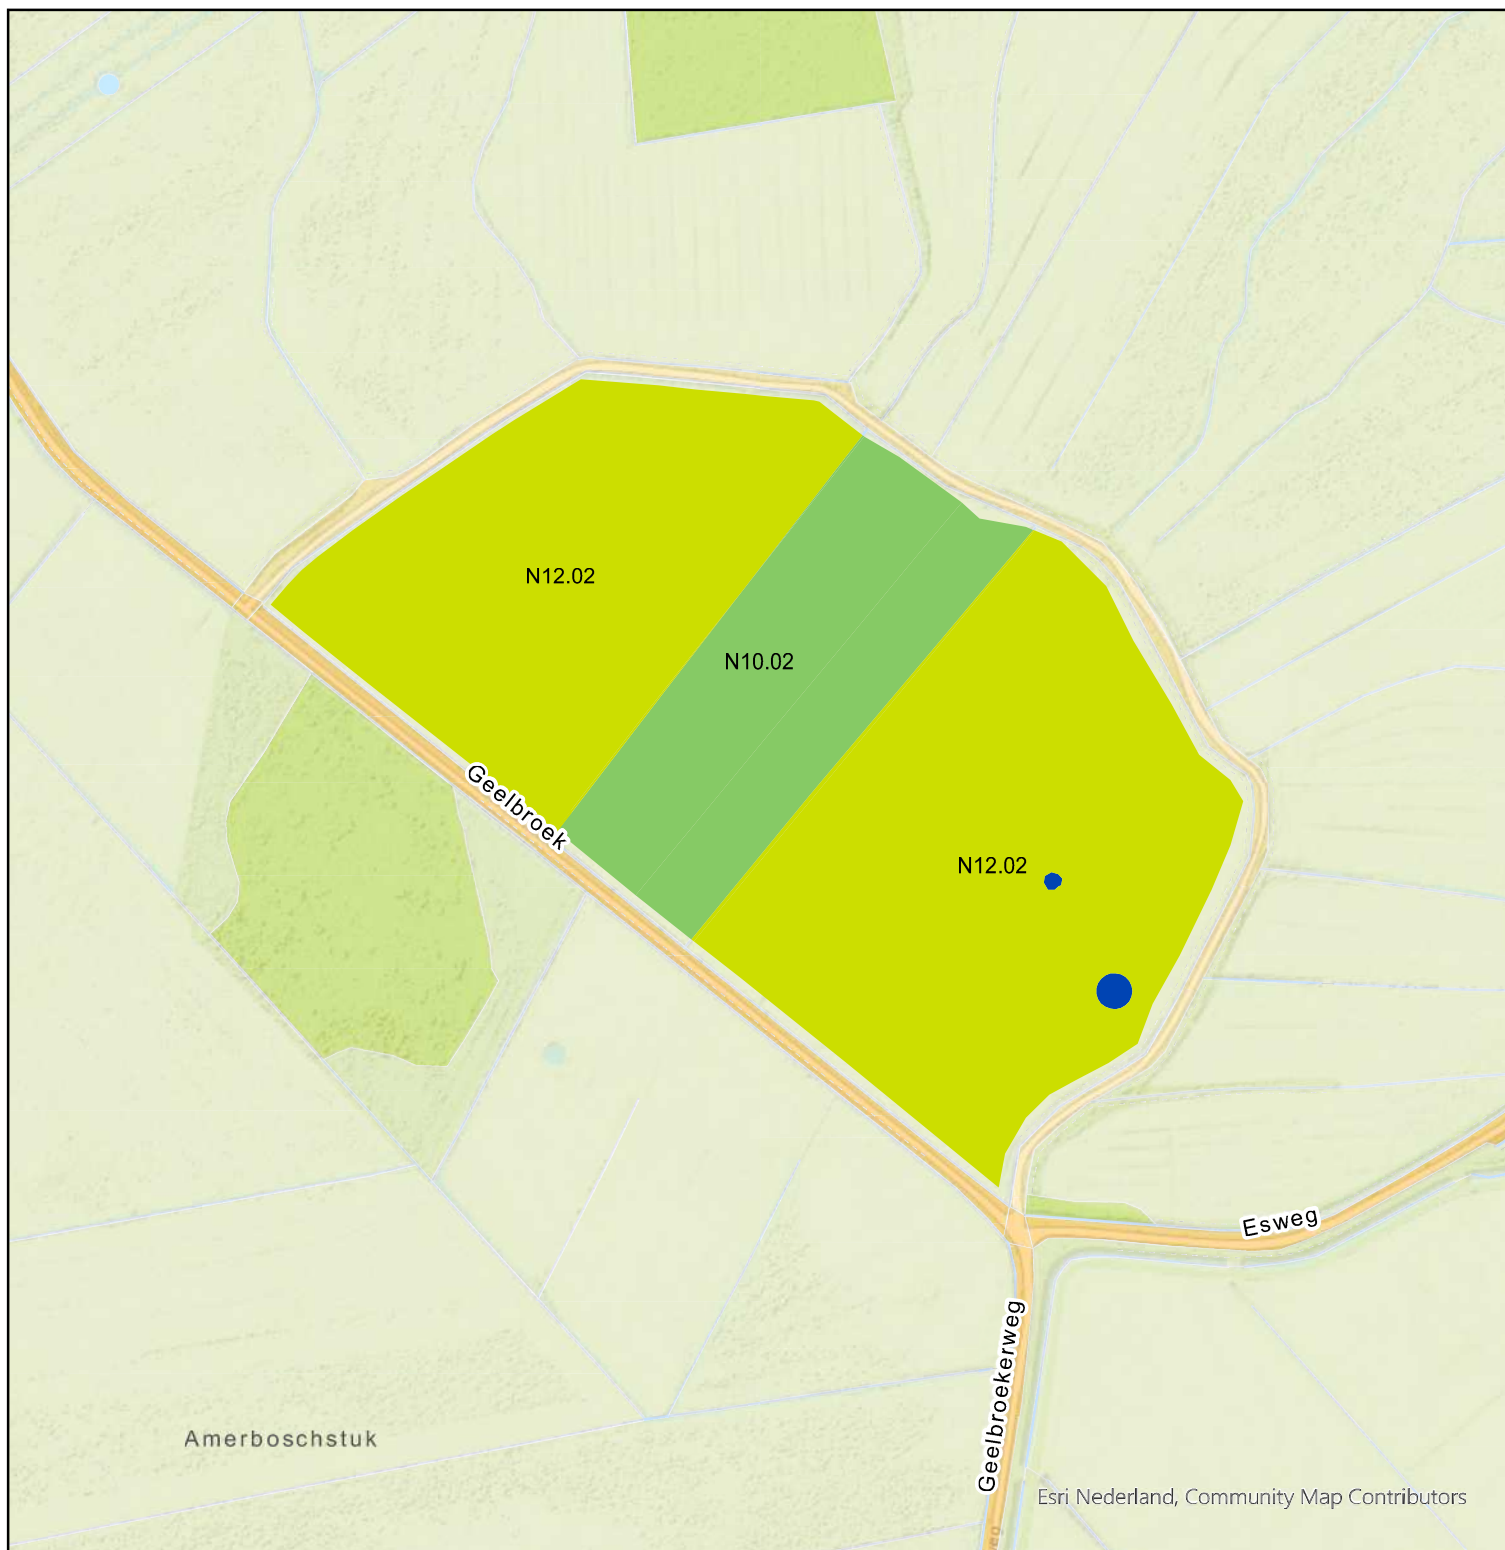 N12.02
N10.02
Geelbroek
N12.02
Esweg
Geelbroekerweg
Amerboschstuk
Esri Nederland, Community Map Contributors